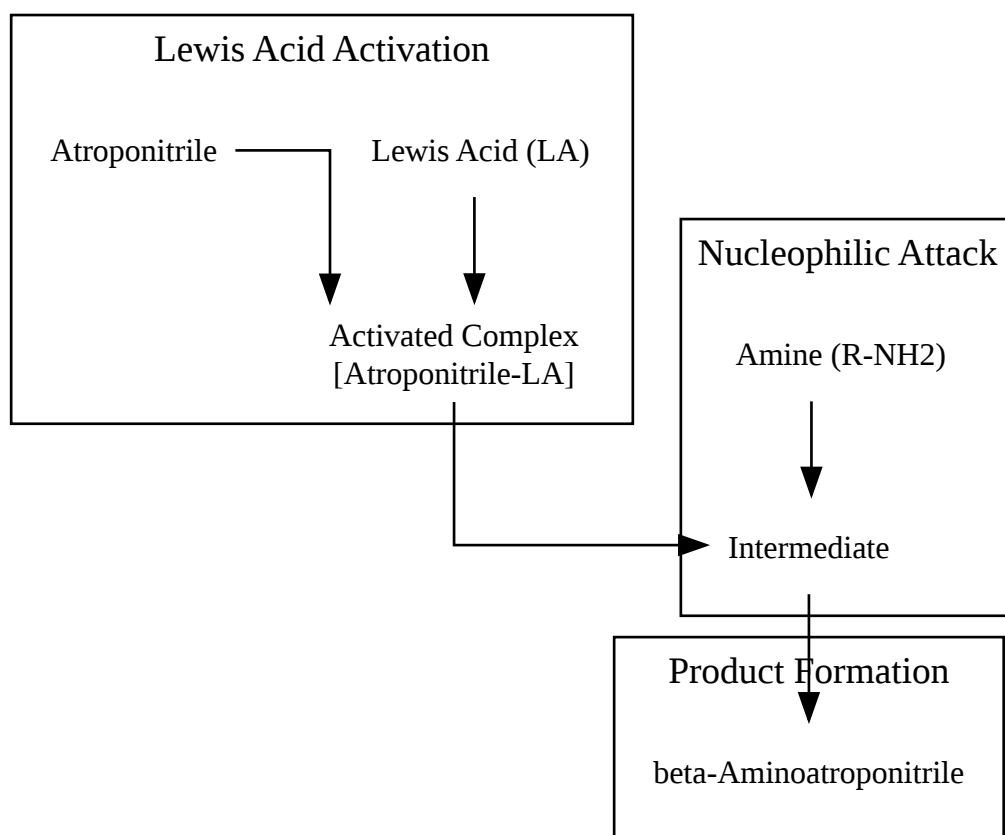 Lewis Acid Activation
Atroponitrile
Lewis Acid (LA)
Activated Complex
[Atroponitrile-LA]
Nucleophilic Attack
Amine (R-NH2)
Intermediate
Product Formation
beta-Aminoatroponitrile